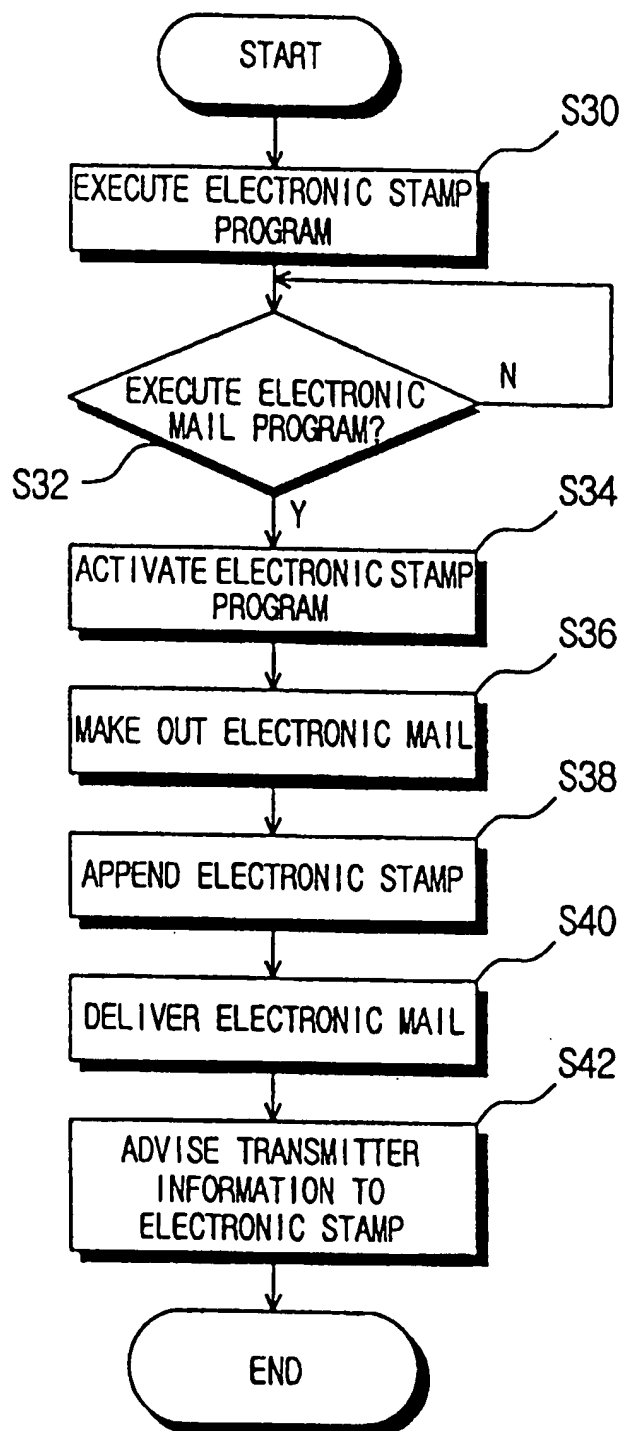 START
S30
EXECUTE ELECTRONIC STAMP
PROGRAM
N
EXECUTE ELECTRONIC
MAIL PROGRAM?
S32
Y
S34
ACTIVATE ELECTRONIC STAMP
PROGRAM
S36
MAKE OUT ELECTRONIC MAIL
S38
APPEND ELECTRONIC STAMP
S40
DELIVER ELECTRONIC MAIL
S42
ADVISE TRANSMITTER
INFORMATION TO
ELECTRONIC STAMP
END